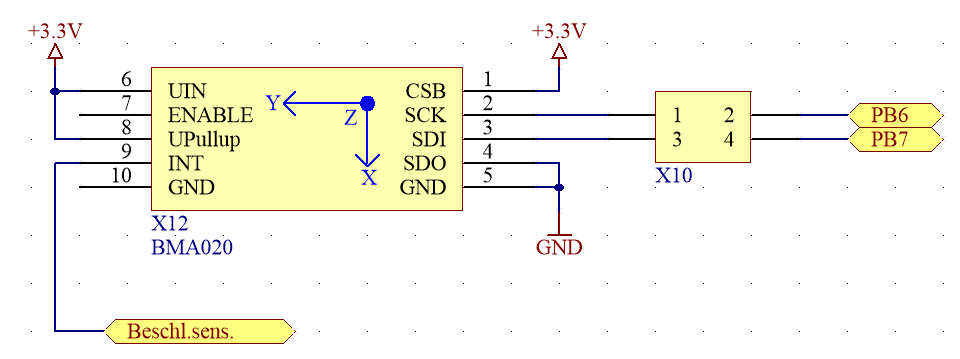 +3.3V
+3.3V
6 UIN CSB 1
7 ENABLE Y Z SCK 2
8 UPullup SDI 3
9 INT SDO 4
10 GND X GND 5
1 2
3 4
PB6
PB7
X10
X12
BMA020
GND
Beschl.sens.